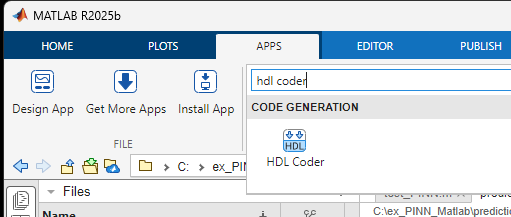 MATLAB R2025b
HOME PLOTS APPS EDITOR PUBLISH
hdl coder
Design App Get More Apps Install App
CODE GENERATION
HDL
HDL Coder
FILE
C: ex_PINN_
Files
test_PINN.m
Name
C:\ex_PINN_Matlab\predictio